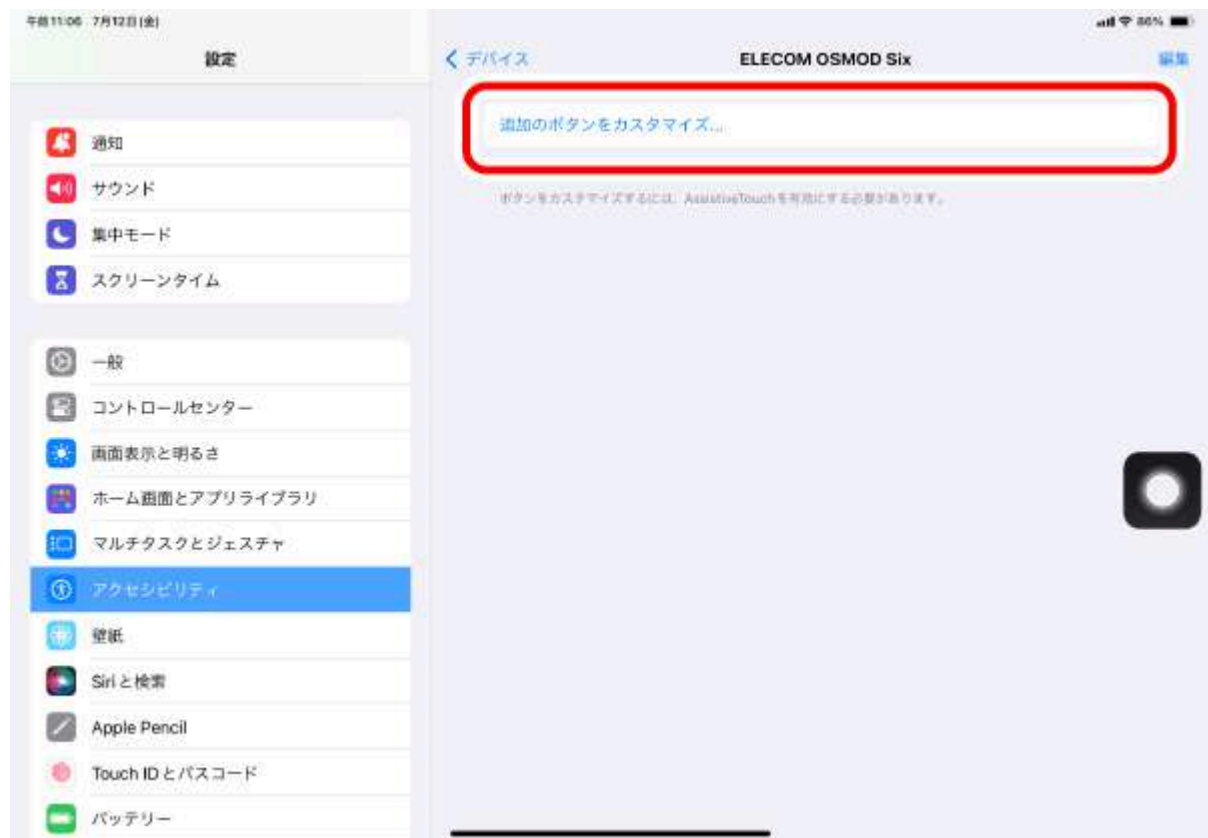 午前11:06 7月12日(金)
86%
設定
デバイス
ELECOM OSMOD Six
編集
追加のボタンをカスタマイズ...
ボタンをカスタマイズするには、AssistiveTouchを有効にする必要があります。
通知
サウンド
集中モード
スクリーンタイム
一般
コントロールセンター
画面表示と明るさ
ホーム画面とアプリライブラリ
マルチタスクとジェスチャ
アクセシビリティ
壁紙
Siriと検索
Apple Pencil
Touch IDとパスコード
バッテリー